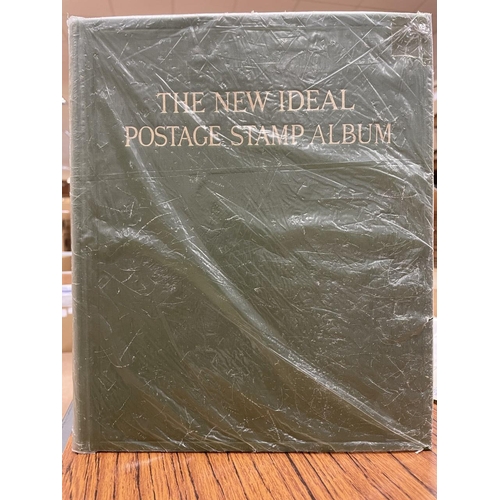 THE NEW IDEAL
POSTAGE STAMP ALBUM